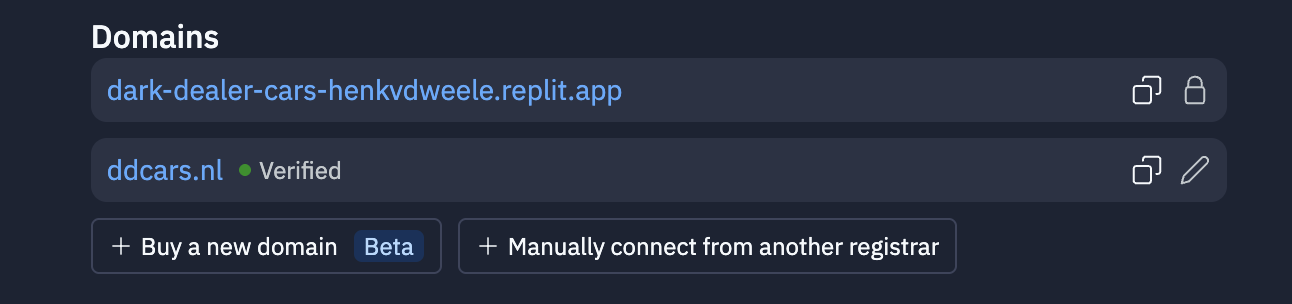 Domains
dark-dealer-cars-henkvdweele.replit.app
ddcars.nl Verified
+ Buy a new domain Beta + Manually connect from another registrar